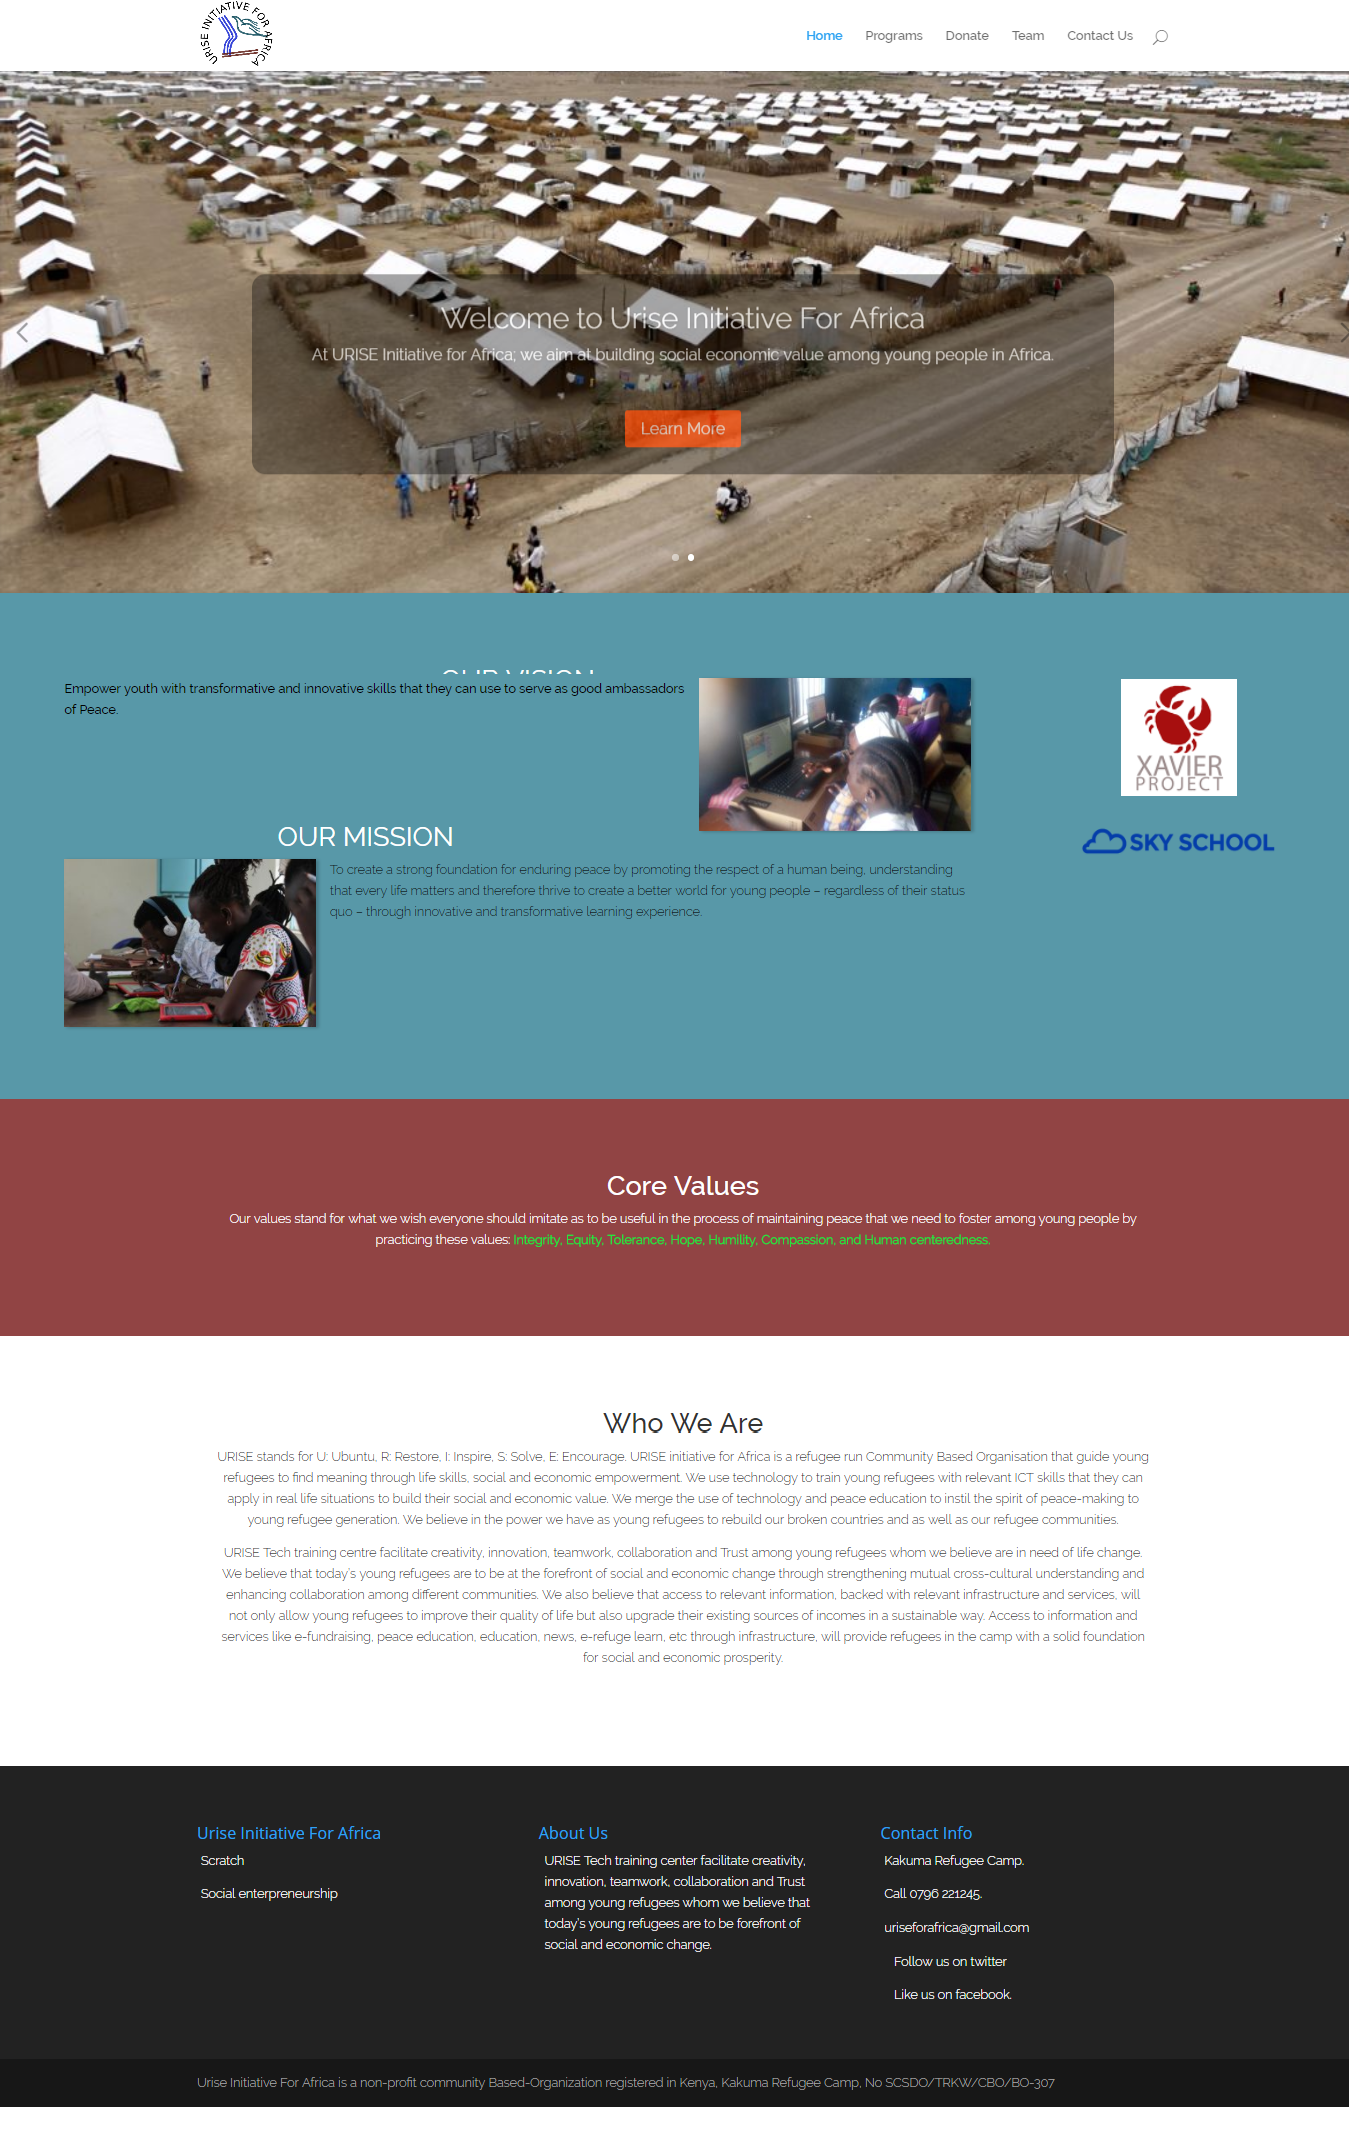 URISE INITIATIVE FOR AFRICA
Home
Programs
Donate
Team
Contact Us
Welcome to Urise Initiative For Africa
At URISE Initiative for Africa; we aim at building social economic value among young people in Africa.
Learn More
OUR VISION
Empower youth with transformative and innovative skills that they can use to serve as good ambassadors
of Peace.
XAVIER
PROJECT
SKY SCHOOL
OUR MISSION
To create a strong foundation for enduring peace by promoting the respect of a human being, understanding
that every life matters and therefore thrive to create a better world for young people – regardless of their status
quo – through innovative and transformative learning experience.
Core Values
Our values stand for what we wish everyone should imitate as to be useful in the process of maintaining peace that we need to foster among young people by
practicing these values: Integrity, Equity, Tolerance, Hope, Humility, Compassion, and Human centeredness.
Who We Are
URISE stands for U: Ubuntu, R: Restore, I: Inspire, S: Solve, E: Encourage. URISE initiative for Africa is a refugee run Community Based Organisation that guide young
refugees to find meaning through life skills, social and economic empowerment. We use technology to train young refugees with relevant ICT skills that they can
apply in real life situations to build their social and economic value. We merge the use of technology and peace education to instil the spirit of peace-making to
young refugee generation. We believe in the power we have as young refugees to rebuild our broken countries and as well as our refugee communities.
URISE Tech training centre facilitate creativity, innovation, teamwork, collaboration and Trust among young refugees whom we believe are in need of life change.
We believe that today's young refugees are to be at the forefront of social and economic change through strengthening mutual cross-cultural understanding and
enhancing collaboration among different communities. We also believe that access to relevant information, backed with relevant infrastructure and services, will
not only allow young refugees to improve their quality of life but also upgrade their existing sources of incomes in a sustainable way. Access to information and
services like e-fundraising, peace education, education, news, e-refuge learn, etc through infrastructure, will provide refugees in the camp with a solid foundation
for social and economic prosperity.
Urise Initiative For Africa
Scratch
Social enterpreneurship
About Us
URISE Tech training center facilitate creativity,
innovation, teamwork, collaboration and Trust
among young refugees whom we believe that
today's young refugees are to be forefront of
social and economic change.
Contact Info
Kakuma Refugee Camp.
Call 0796 221245.
uriseforafrica@gmail.com
Follow us on twitter
Like us on facebook.
Urise Initiative For Africa is a non-profit community Based-Organization registered in Kenya, Kakuma Refugee Camp, No SCSDO/TRKW/CBO/BO-307